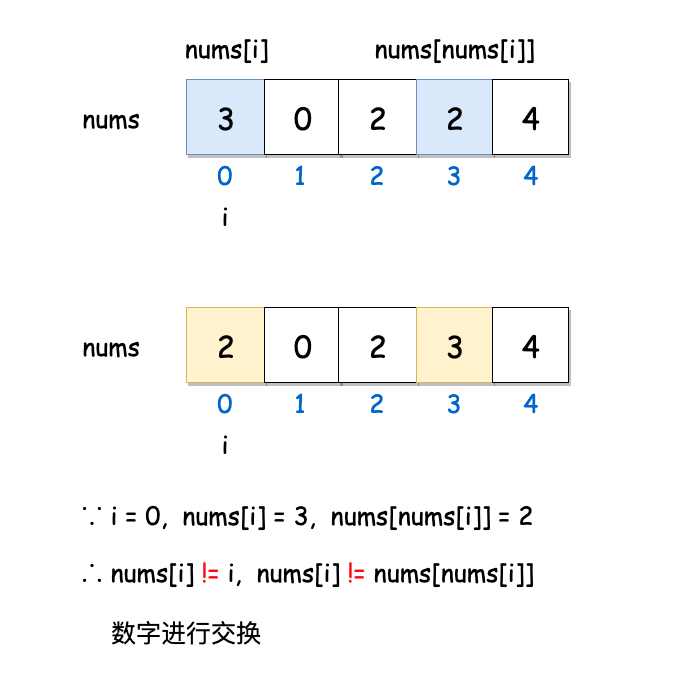 nums[i] nums[nums[i]]
nums 3 0 2 2 4
0 1 2 3 4
i
nums 2 0 2 3 4
0 1 2 3 4
i
∵ i = 0, nums[i] = 3, nums[nums[i]] = 2
∴ nums[i] != i, nums[i] != nums[nums[i]]
数字进行交换